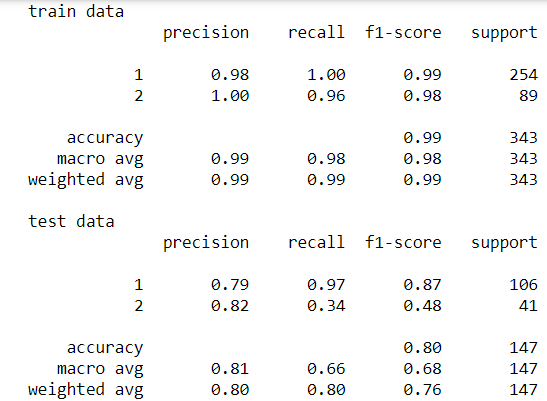 train data
precision recall f1-score support
1 0.98 1.00 0.99 254
2 1.00 0.96 0.98 89
accuracy 0.99 343
macro avg 0.99 0.98 0.98 343
weighted avg 0.99 0.99 0.99 343
test data
precision recall f1-score support
1 0.79 0.97 0.87 106
2 0.82 0.34 0.48 41
accuracy 0.80 147
macro avg 0.81 0.66 0.68 147
weighted avg 0.80 0.80 0.76 147